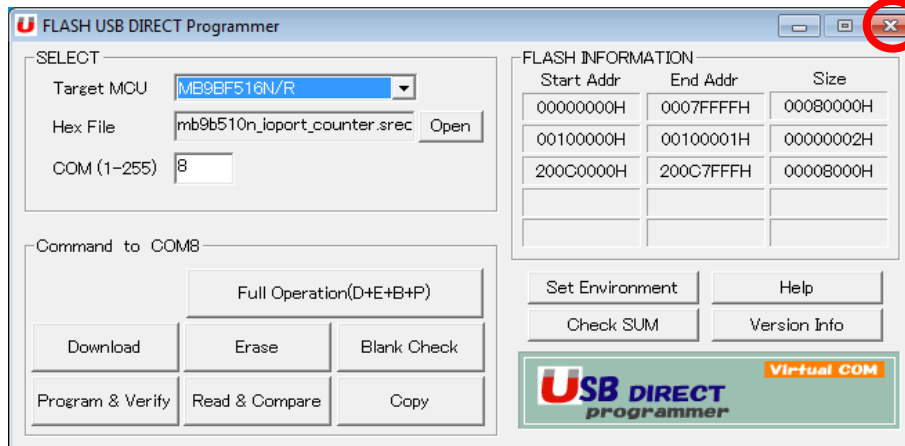 FLASH USB DIRECT Programmer
SELECT
Target MCU MB9BF516N/R
Hex File mb9b510n_ioport_counter.srec Open
COM (1-255) 8
Command to COM8
Full Operation(D+E+B+P)
Download Erase Blank Check
Program & Verify Read & Compare Copy
FLASH INFORMATION
Start Addr End Addr Size
00000000H 0007FFFFH 00080000H
00100000H 00100001H 00000002H
200C0000H 200C7FFFH 00008000H
Set Environment Help
Check SUM Version Info
Virtual COM
USB DIRECT
programmer